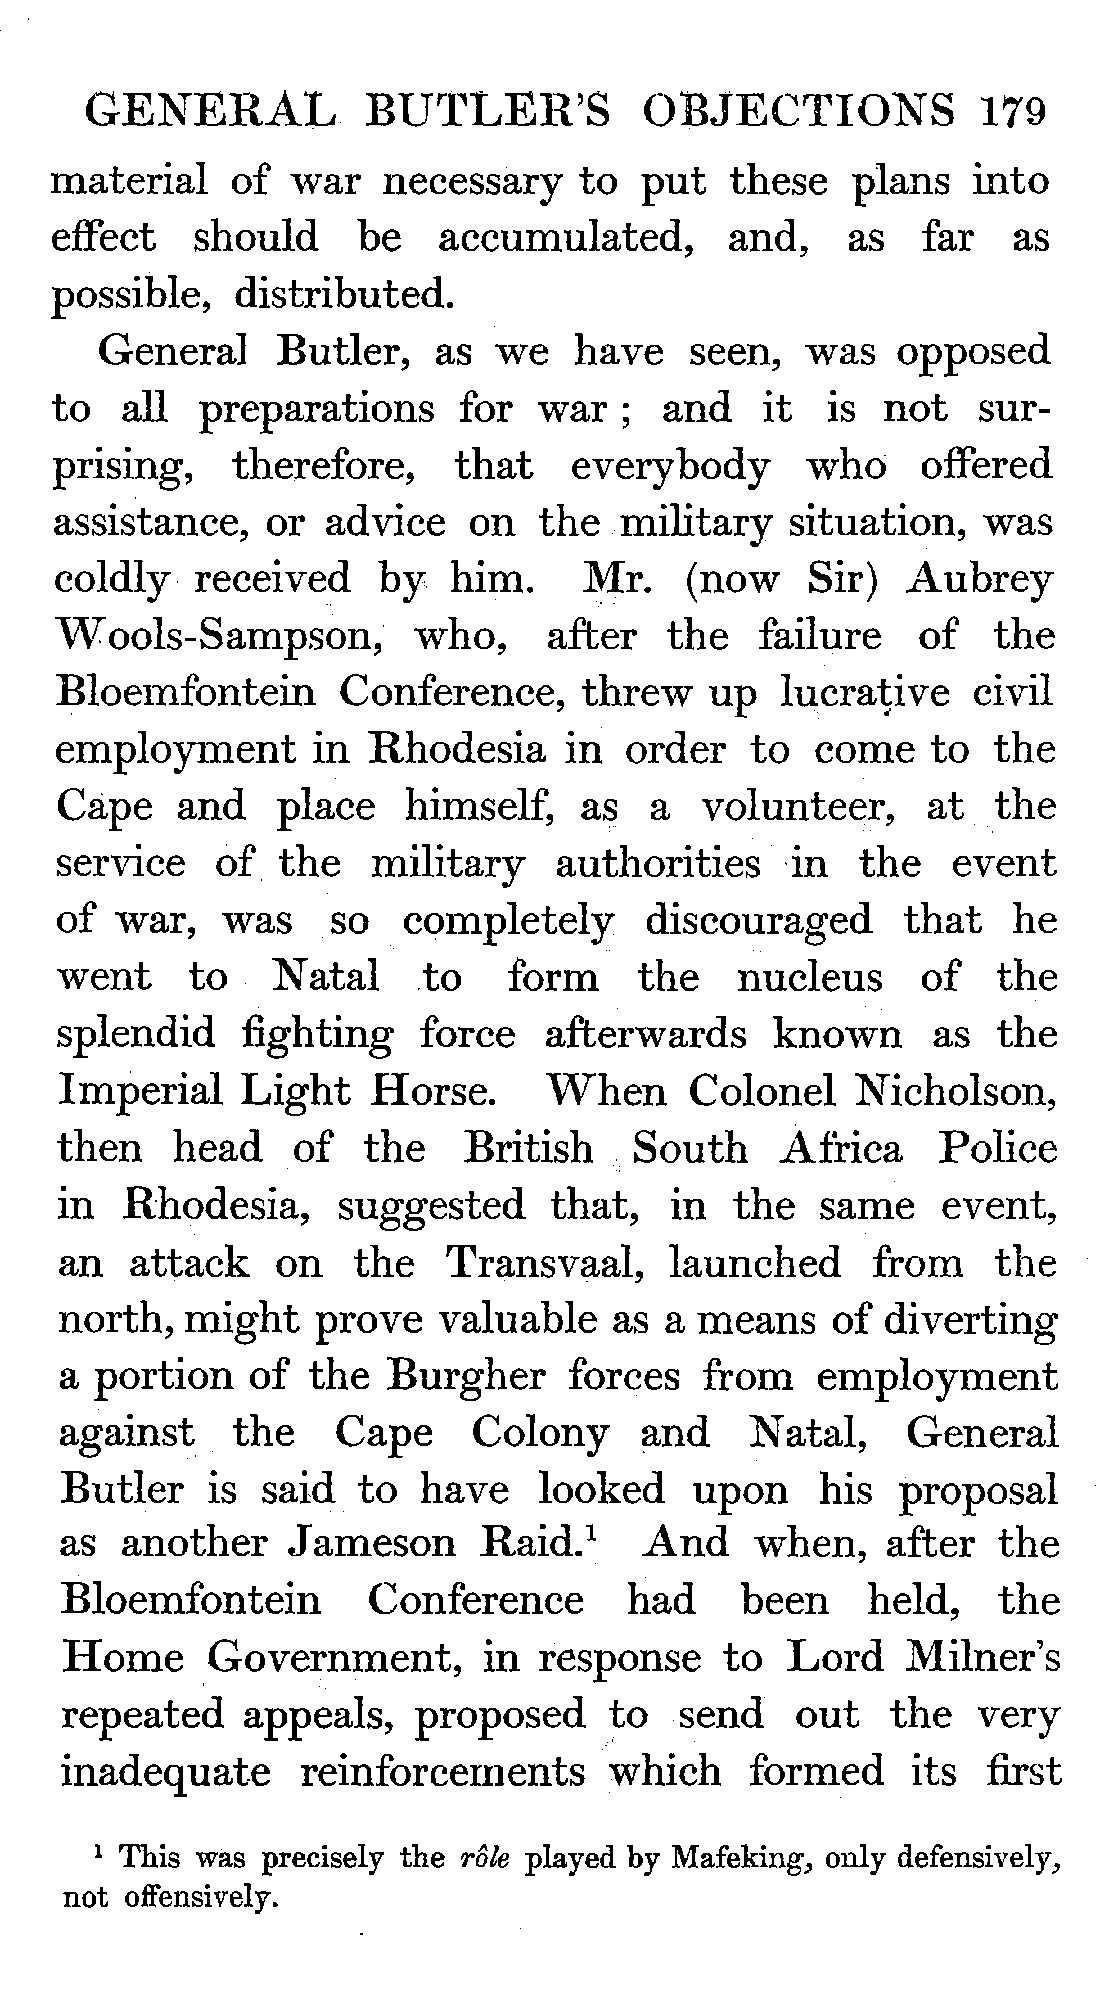 GENERAL BUTLER'S OBJECTIONS 179
material of war necessary to put these plans into
effect should be accumulated, and, as far as
possible, distributed.
General Butler, as we have seen, was opposed
to all preparations for war ; and it is not sur-
prising, therefore, that everybody who offered
assistance, or advice on the military situation, was
coldly received by him. Mr. (now Sir) Aubrey
Wools-Sampson, who, after the failure of the
Bloemfontein Conference, threw up lucrative civil
employment in Rhodesia in order to come to the
Cape and place himself, as a volunteer, at the
service of the military authorities in the event
of war, was so completely discouraged that he
went to Natal to form the nucleus of the
splendid fighting force afterwards known as the
Imperial Light Horse. When Colonel Nicholson,
then head of the British South Africa Police
in Rhodesia, suggested that, in the same event,
an attack on the Transvaal, launched from the
north, might prove valuable as a means of diverting
a portion of the Burgher forces from employment
against the Cape Colony and Natal, General
Butler is said to have looked upon his proposal
as another Jameson Raid.¹ And when, after the
Bloemfontein Conference had been held, the
Home Government, in response to Lord Milner's
repeated appeals, proposed to send out the very
inadequate reinforcements which formed its first
¹ This was precisely the rôle played by Mafeking, only defensively,
not offensively.